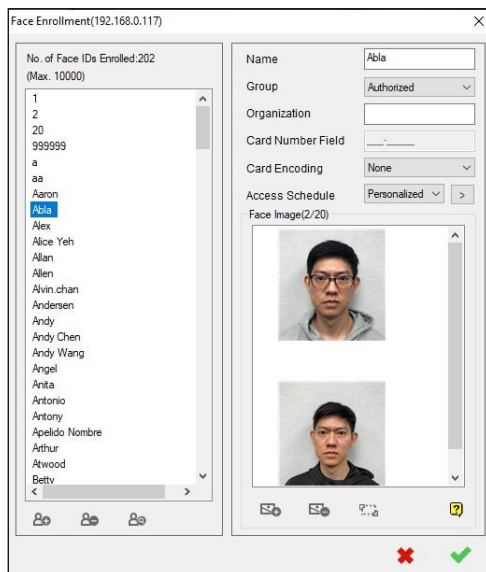 Face Enrollment(192.168.0.117)
No. of Face IDs Enrolled:202
(Max. 10000)
1
2
20
999999
a
aa
Aaron
Abla
Alex
Alice Yeh
Allan
Allen
Alvin.chan
Andersen
Andy
Andy Chen
Andy Wang
Angel
Anita
Antonio
Antony
Apelido Nombre
Arthur
Atwood
Betty
Name Abla
Group Authorized
Organization
Card Number Field
Card Encoding None
Access Schedule Personalized >
Face Image(2/20)